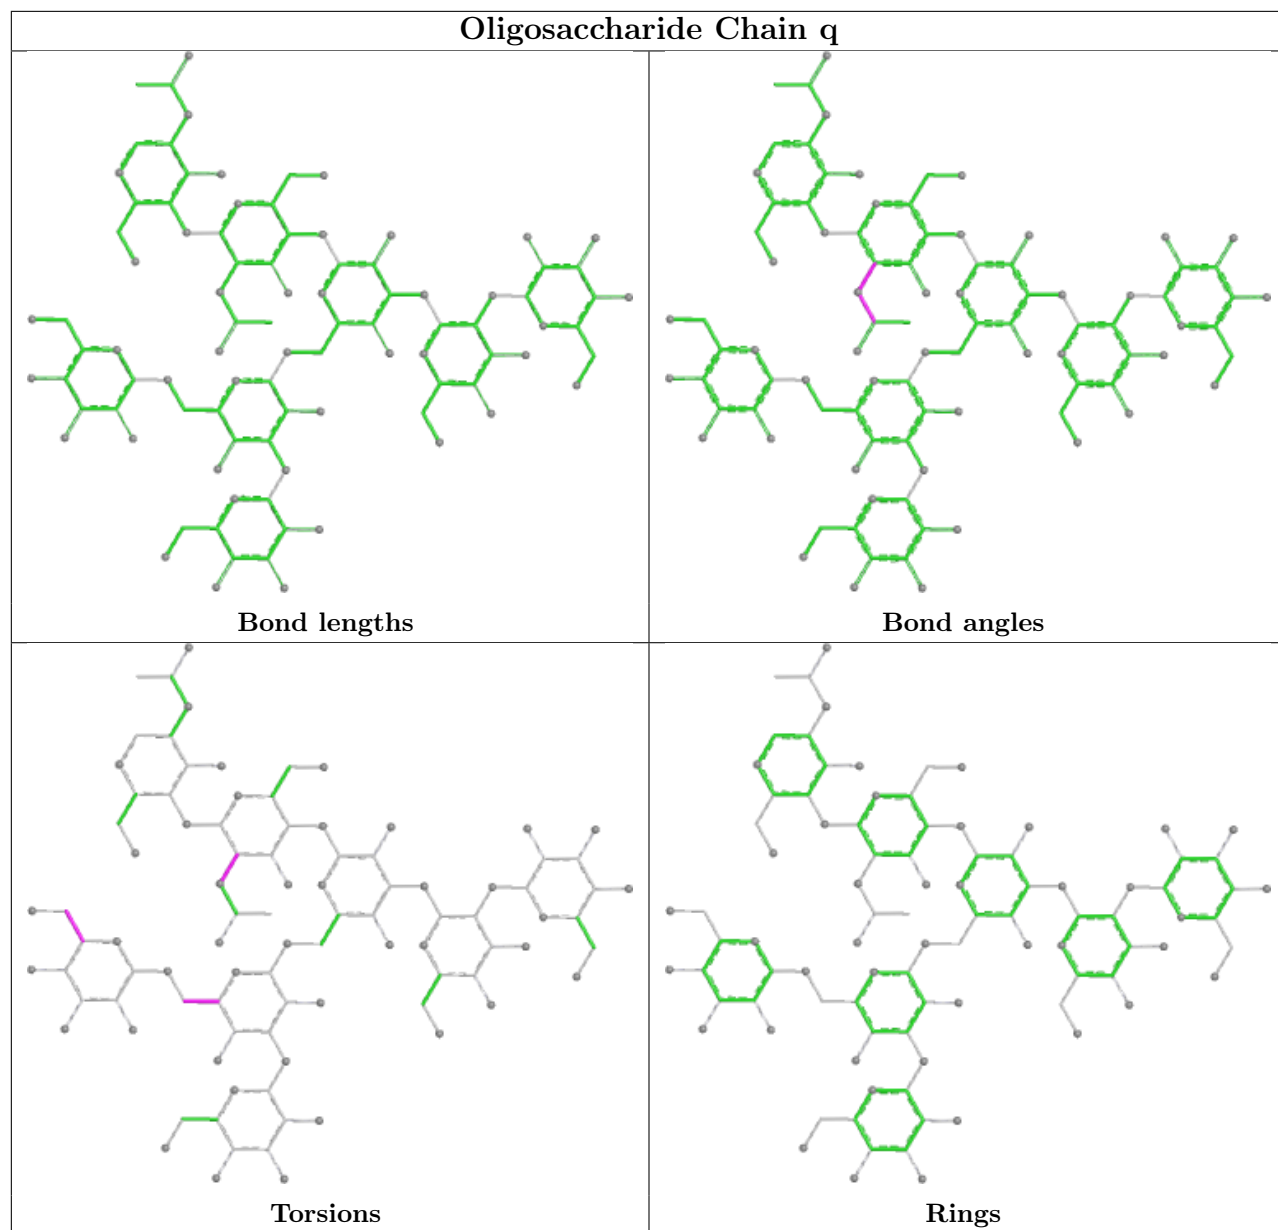 Oligosaccharide Chain q
Bond lengths
Bond angles
Torsions
Rings